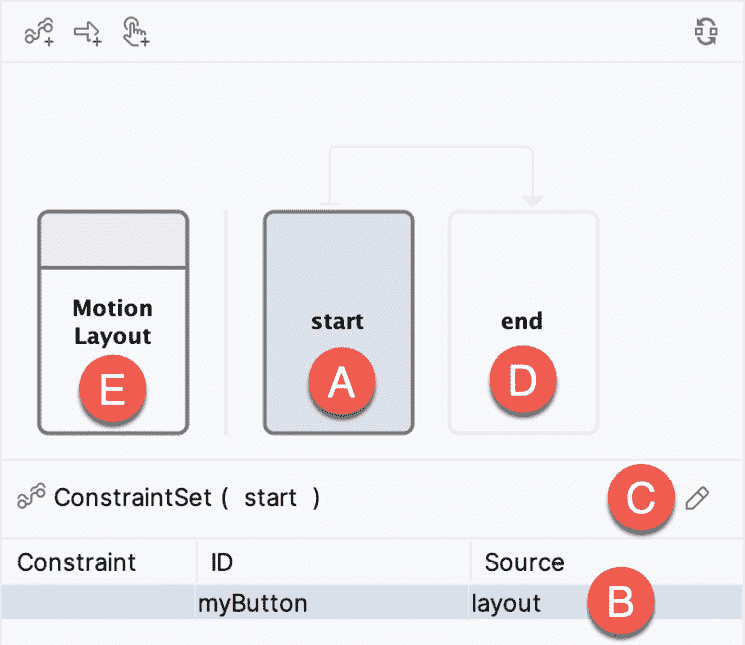 Motion
Layout
start
end
E
A
D
ConstraintSet ( start )
C
Constraint ID Source
myButton layout
B